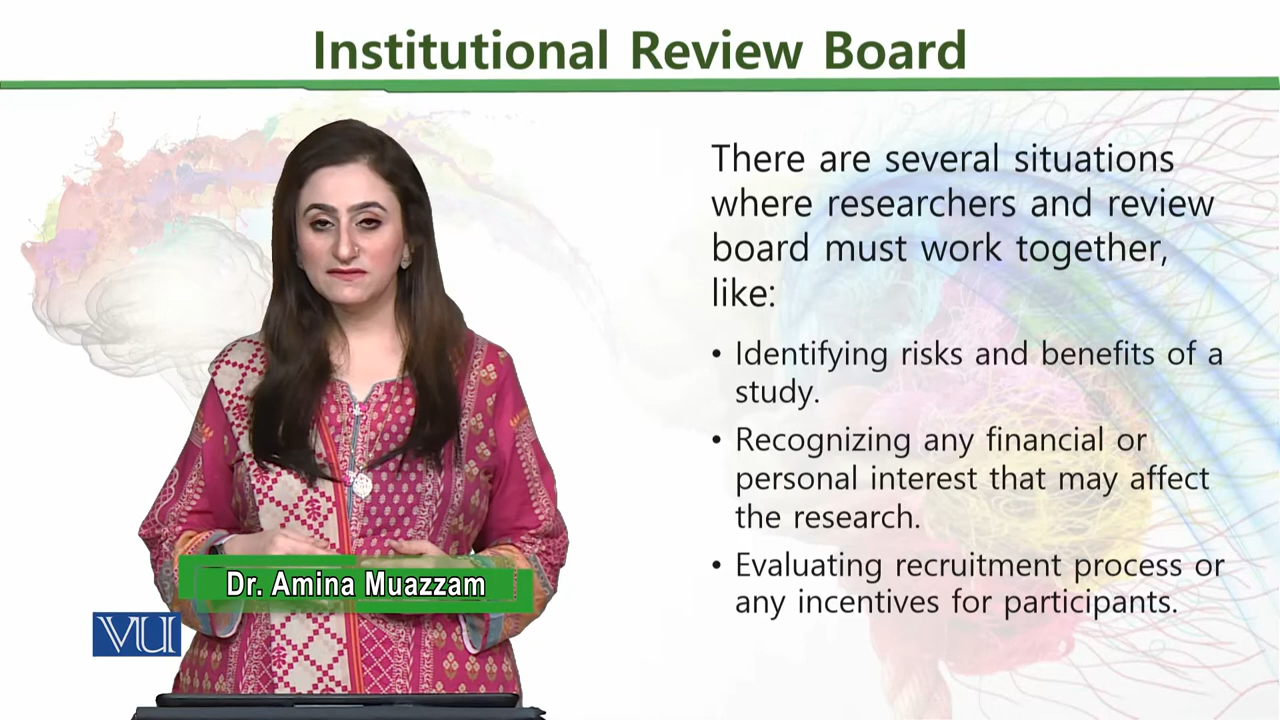 Institutional Review Board
There are several situations
where researchers and review
board must work together,
like:
• Identifying risks and benefits of a
study.
• Recognizing any financial or
personal interest that may affect
the research.
• Evaluating recruitment process or
any incentives for participants.
Dr. Amina Muazzam
VU